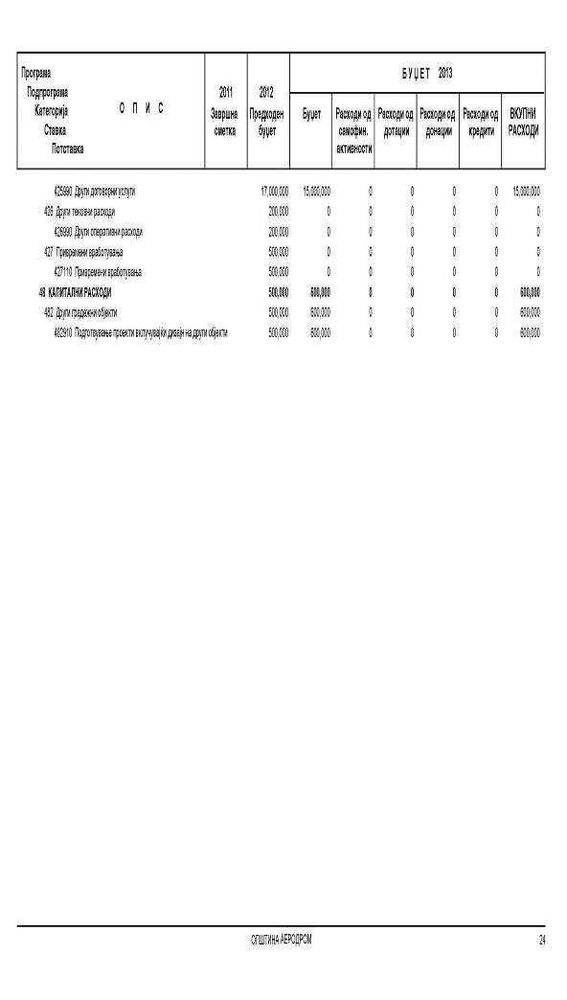 Програма
Подпрограма
Категорија
Ставка
Потставка
О П И С
2011
Завршна
сметка
2012
Предходен
буџет
БУЏЕТ 2013
Буџет
Расходи од
самофин.
активности
Расходи од
дотации
Расходи од
донации
Расходи од
кредити
ВКУПНИ
РАСХОДИ
425990 Други договорни услуги 17,000,000 15,000,000 0 0 0 0 15,000,000
426 Други тековни расходи 200,000 0 0 0 0 0 0
426990 Други оперативни расходи 200,000 0 0 0 0 0 0
427 Привремени вработувања 500,000 0 0 0 0 0 0
427110 Привремени вработувања 500,000 0 0 0 0 0 0
48 КАПИТАЛНИ РАСХОДИ 500,000 600,000 0 0 0 0 600,000
482 Други градежни објекти 500,000 600,000 0 0 0 0 600,000
482910 Подготвување проекти вклучувајќи дизајн на други објекти 500,000 600,000 0 0 0 0 600,000
ОПШТИНА АЕРОДРОМ 24